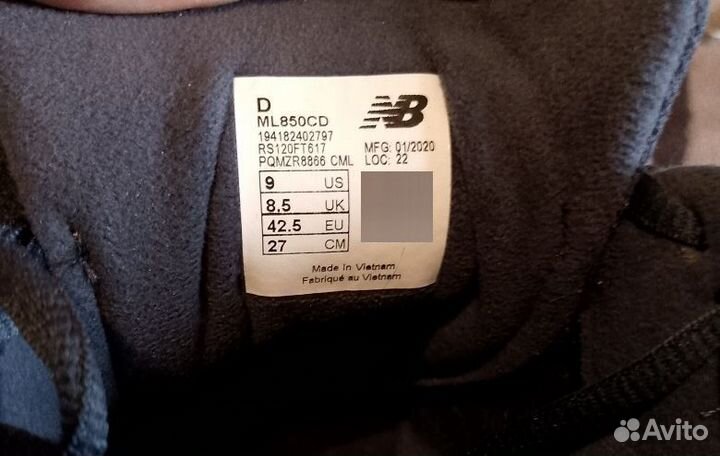 D
NB
ML850CD
194182402797
RS120FT617
MFG: 01/2020
PQMZR8866 CML
LOC: 22
9 US
8.5 UK
42.5 EU
27 CM
Made in Vietnam
Fabriqué au Vietnam
Avito